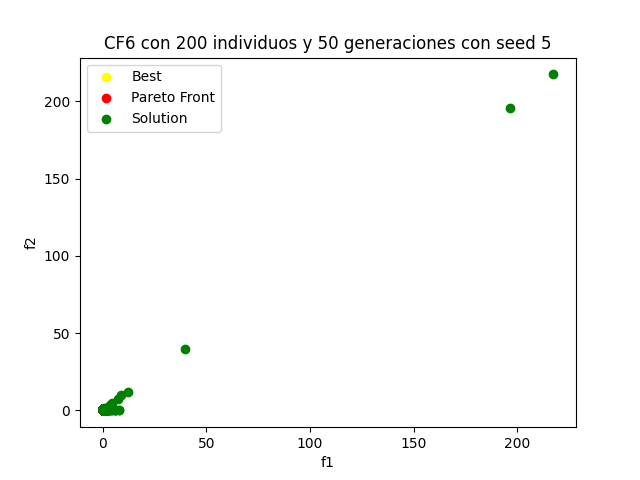 CF6 con 200 individuos y 50 generaciones con seed 5
Best
Pareto Front
Solution
200
150
100
50
0
f2
0 50 100 150 200
f1